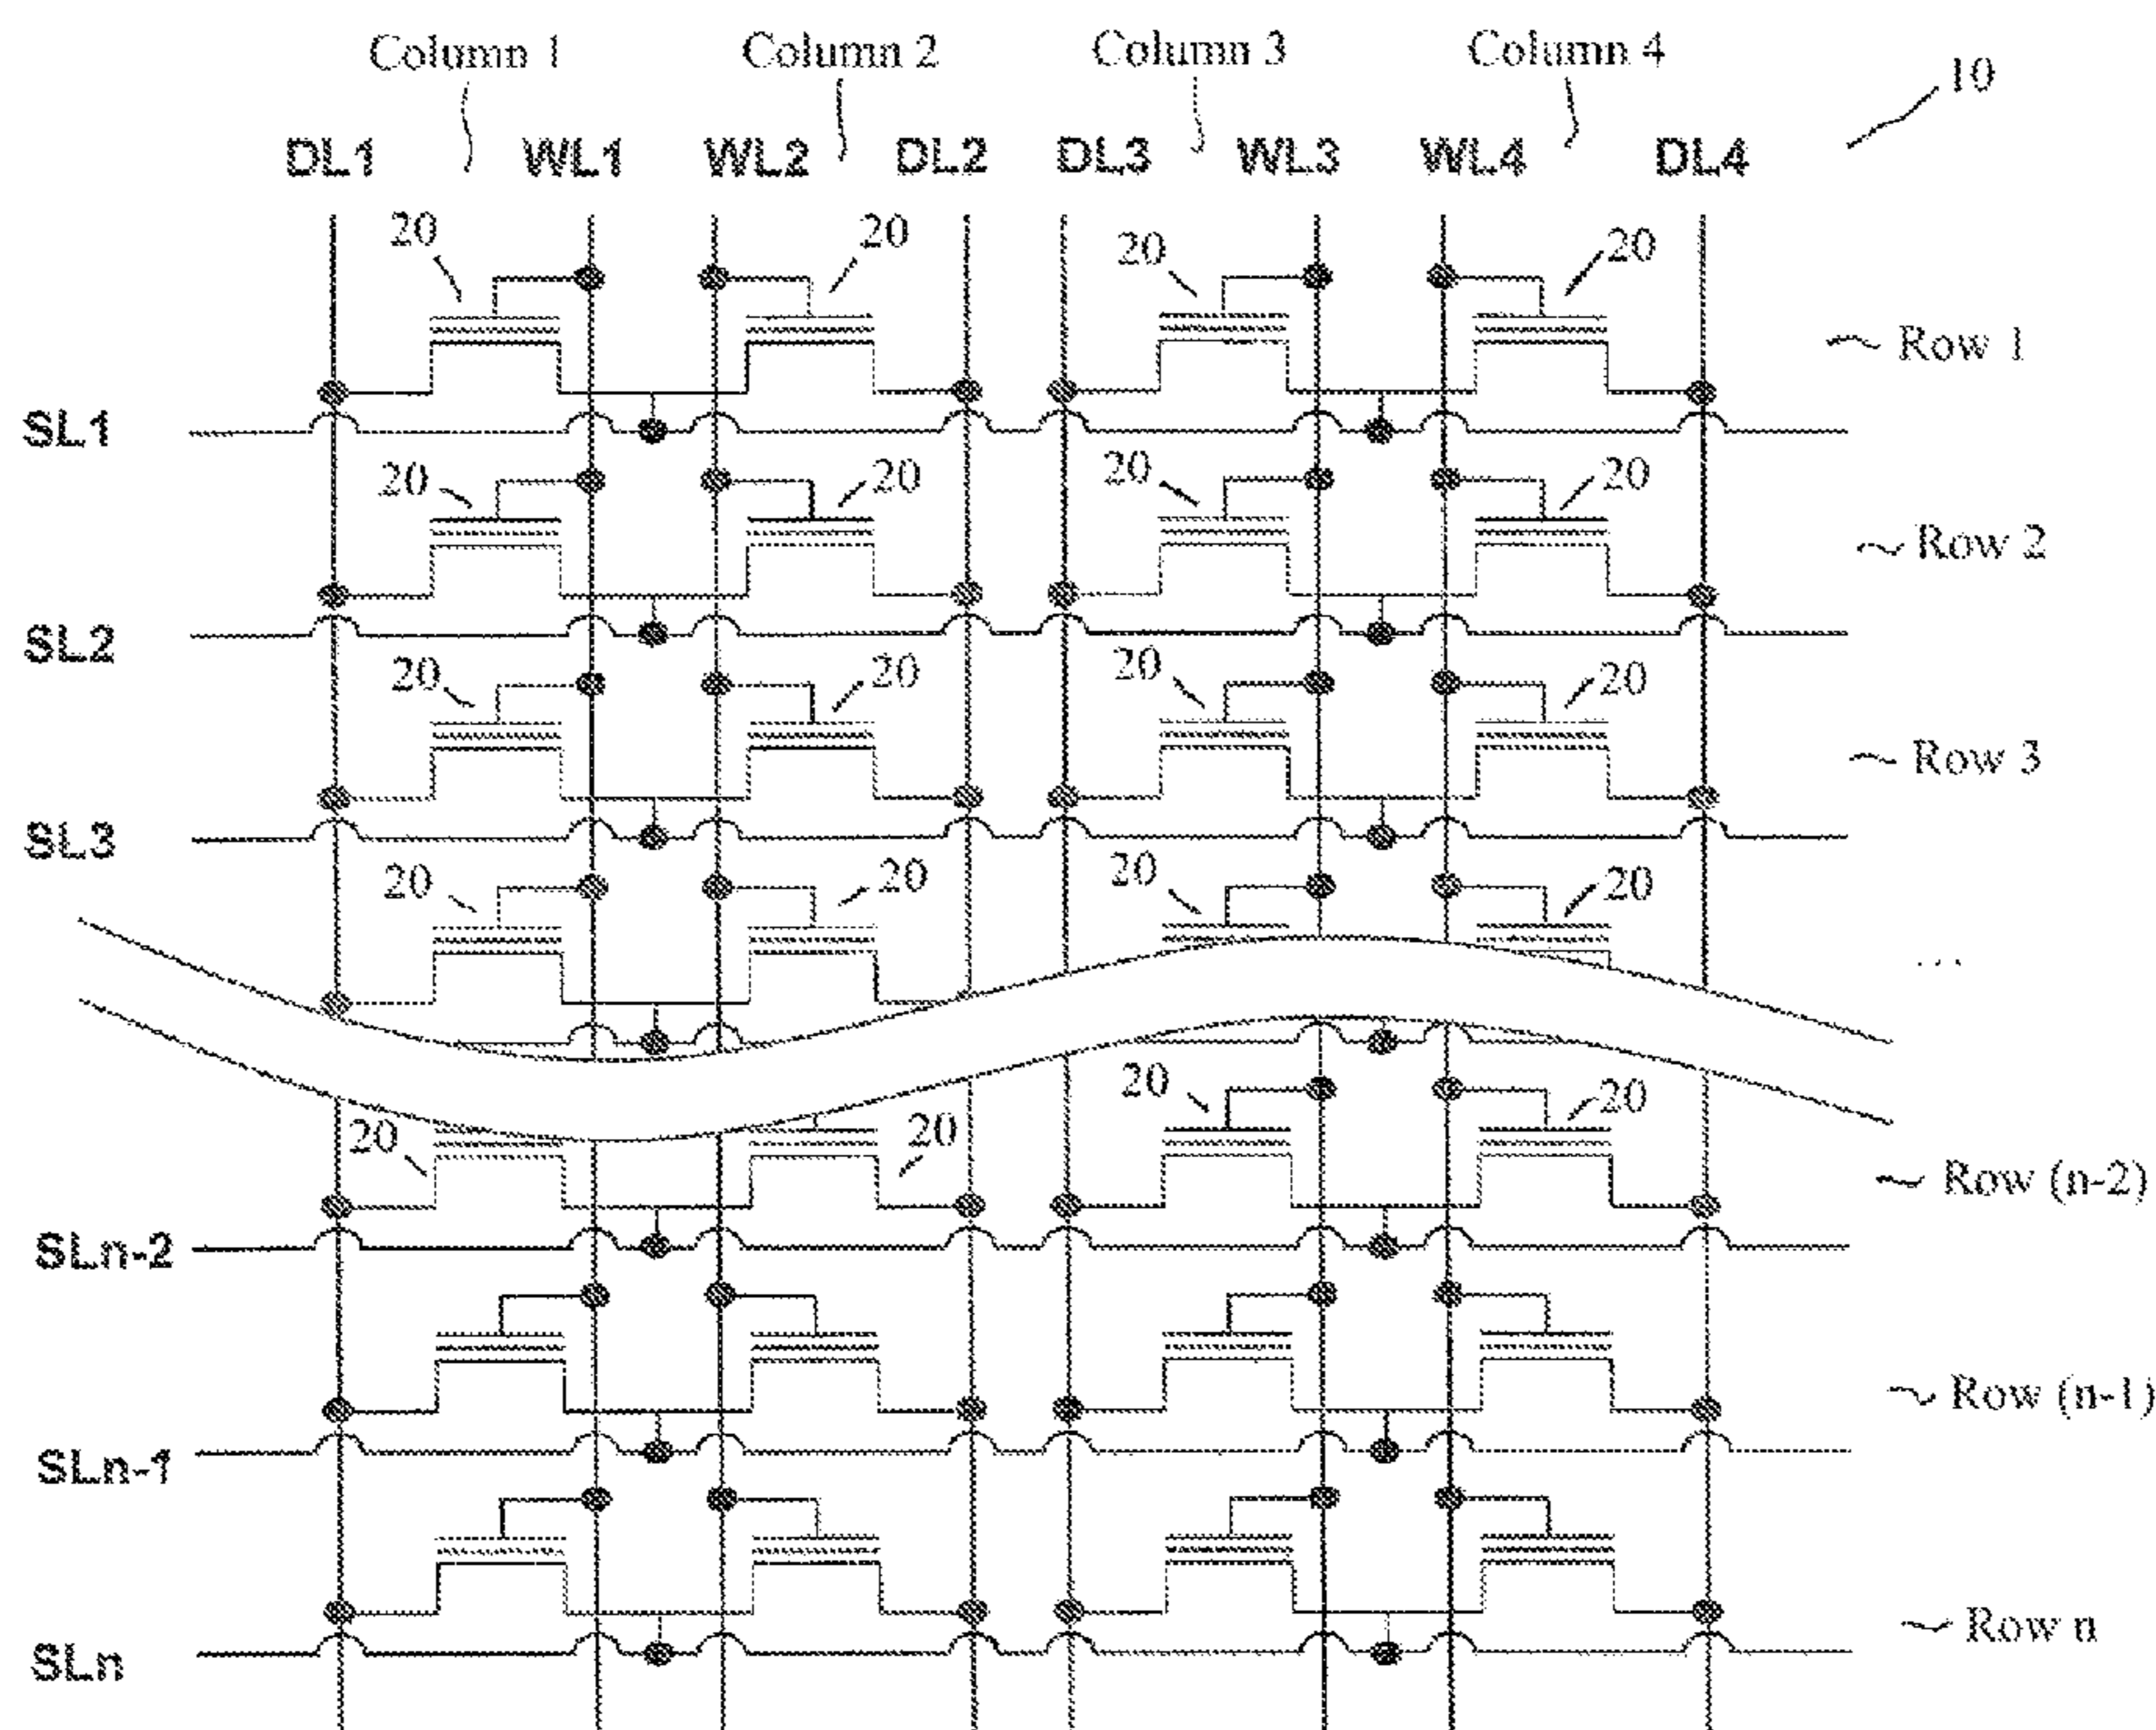 Column 1 Column 2 Column 3 Column 4
10
DL1 WL1 WL2 DL2 DL3 WL3 WL4 DL4
20 20 20 20
Row 1
SL1
20 20 20 20
Row 2
SL2
20 20 20 20
Row 3
SL3
20 20 20 20
...
20 20 20 20
Row (n-2)
SLn-2
Row (n-1)
SLn-1
Row n
SLn